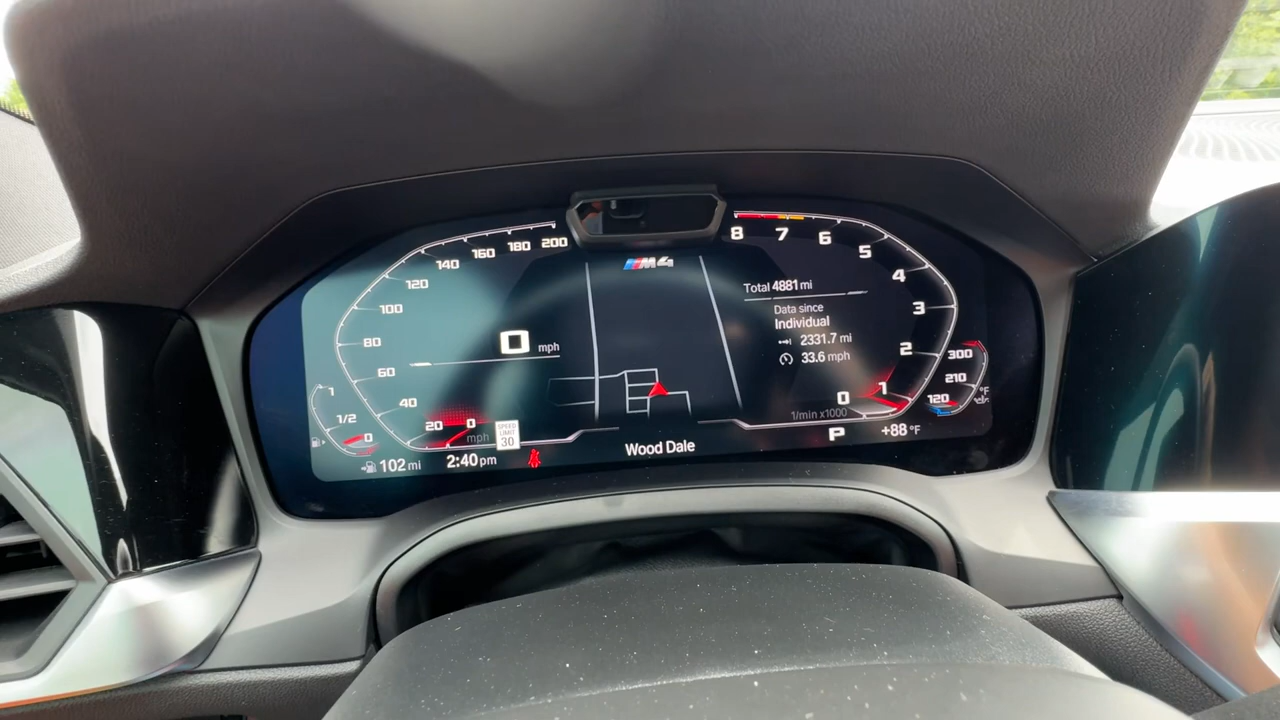 200
180
160
140
120
100
80
60
40
20
0
mph
0 mph
1
1/2
0
102 mi
2:40 pm
SPEED
LIMIT
30
M4
Wood Dale
Total 4881 mi
Data since
Individual
2331.7 mi
33.6 mph
8
7
6
5
4
3
2
1
0
1/min x1000
P
+88 °F
300
210
120
°F